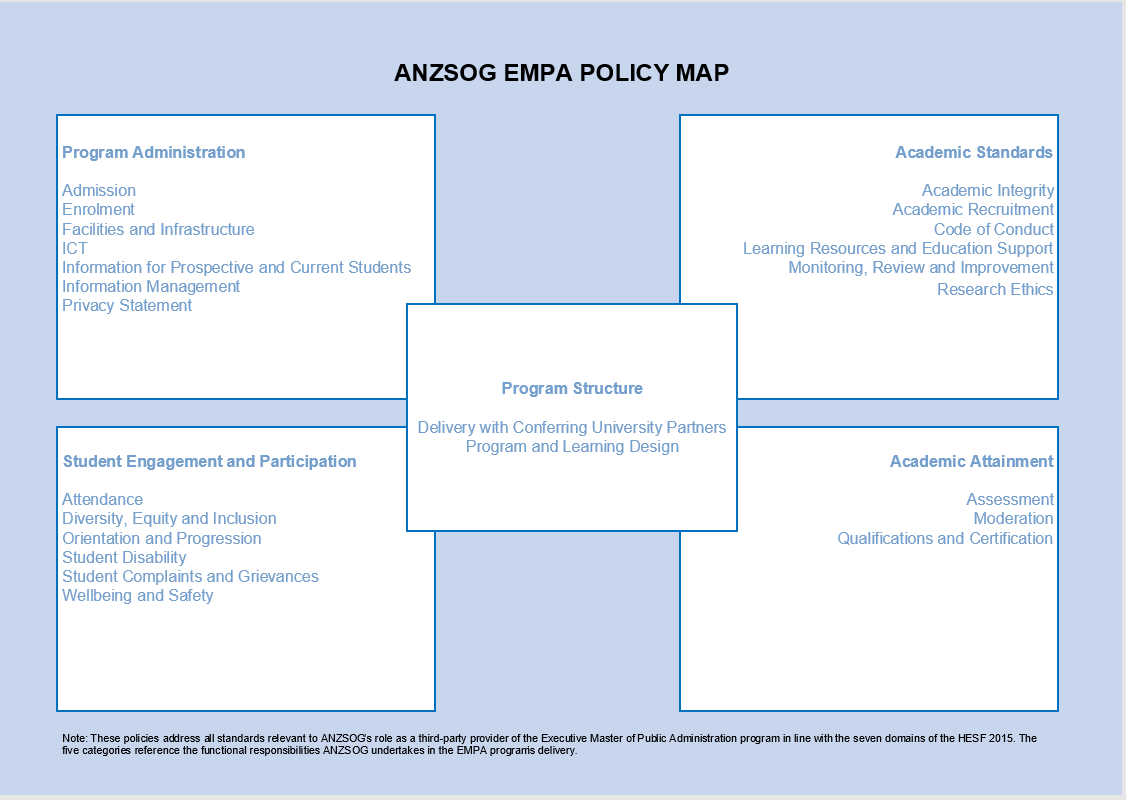 ANZSOG EMPA POLICY MAP
Program Administration
Admission
Enrolment
Facilities and Infrastructure
ICT
Information for Prospective and Current Students
Information Management
Privacy Statement
Academic Standards
Academic Integrity
Academic Recruitment
Code of Conduct
Learning Resources and Education Support
Monitoring, Review and Improvement
Research Ethics
Program Structure
Delivery with Conferring University Partners
Program and Learning Design
Student Engagement and Participation
Attendance
Diversity, Equity and Inclusion
Orientation and Progression
Student Disability
Student Complaints and Grievances
Wellbeing and Safety
Academic Attainment
Assessment
Moderation
Qualifications and Certification
Note: These policies address all standards relevant to ANZSOG's role as a third-party provider of the Executive Master of Public Administration program in line with the seven domains of the HESF 2015. The
five categories reference the functional responsibilities ANZSOG undertakes in the EMPA program's delivery.